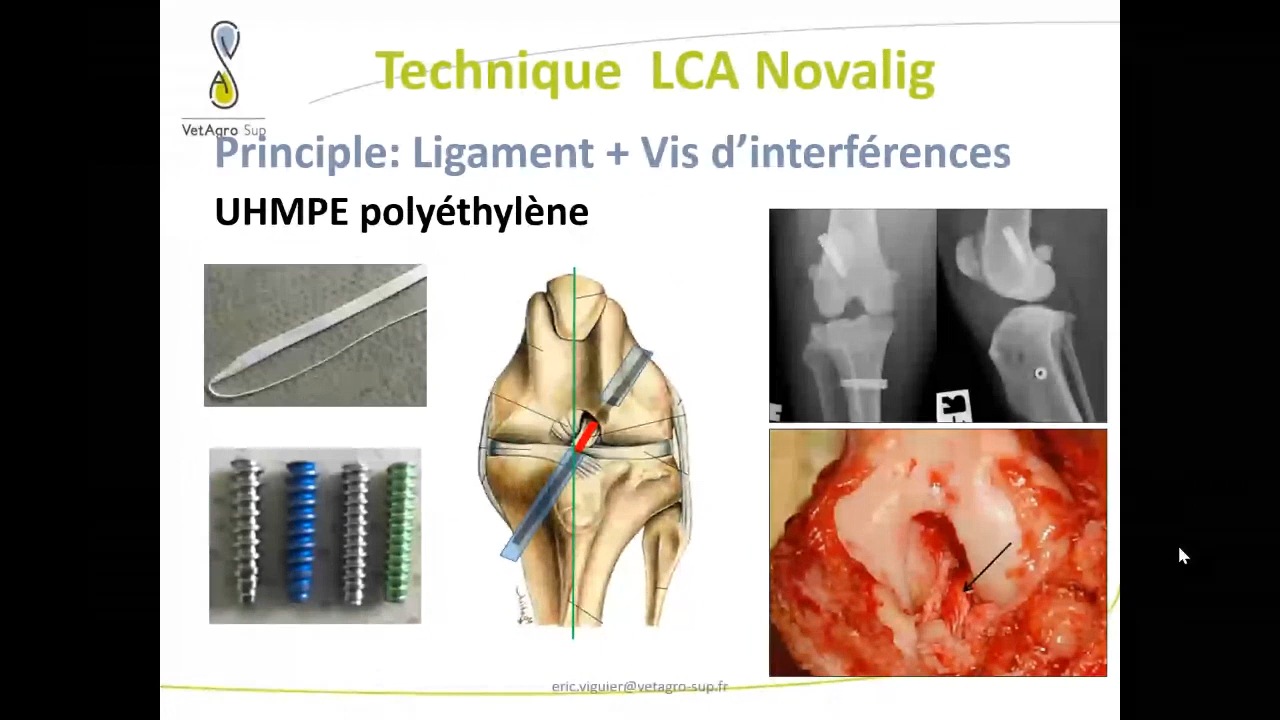 Technique LCA Novalig
VetAgro Sup
Principle: Ligament + Vis d'interférences
UHMPE polyéthylène
eric.viguier@vetagro-sup.fr